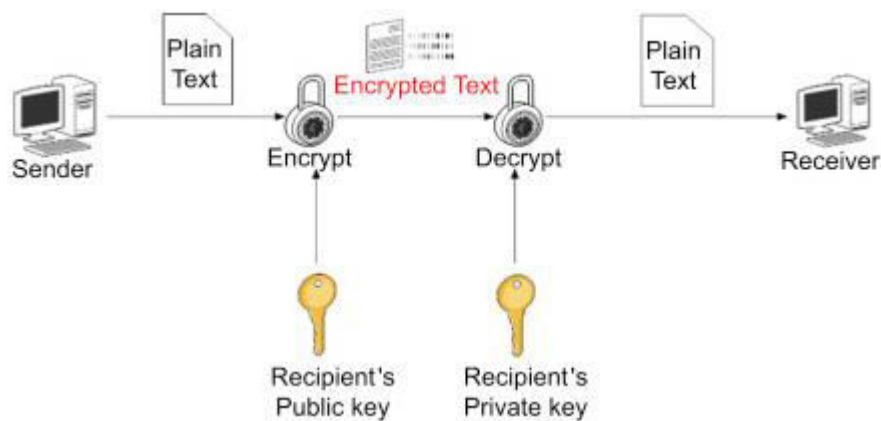 Plain
Text
Encrypted Text
Plain
Text
Sender
Encrypt
Decrypt
Receiver
Recipient's
Public key
Recipient's
Private key